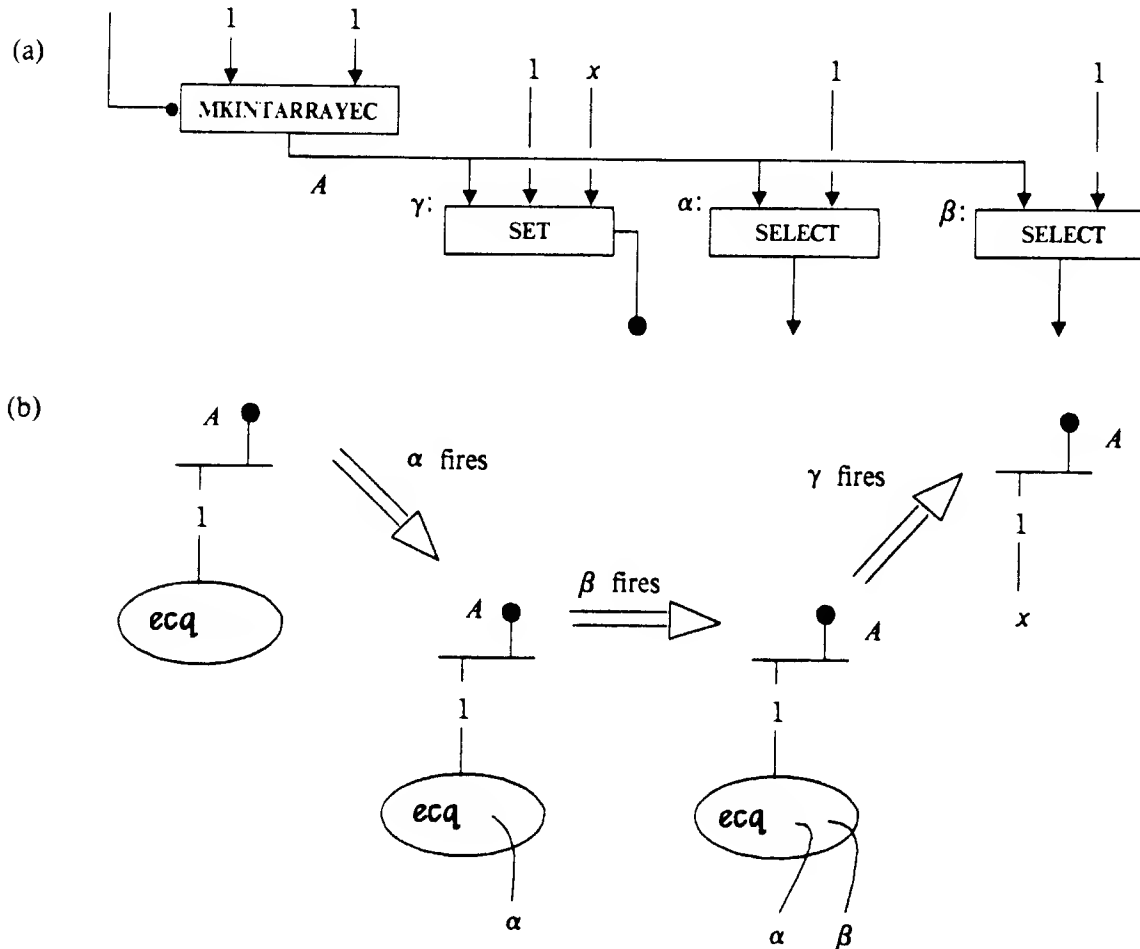 (a)
1 1
1 x 1 1
MKINTARRAYEC
A
γ: α: β:
SET SELECT SELECT
(b)
A A
α fires γ fires
1 1
ecq β fires x
A A
1 1
ecq ecq
α α β